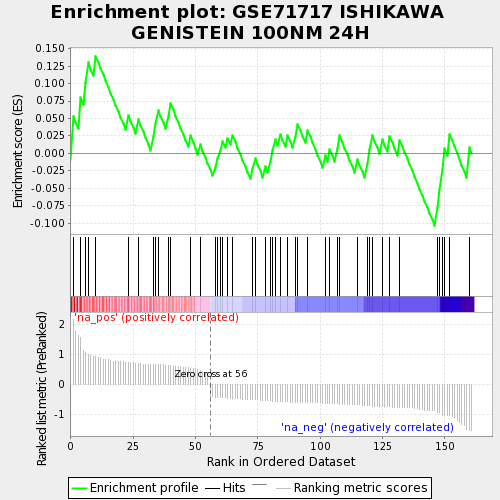 Enrichment plot: GSE71717 ISHIKAWA
GENISTEIN 100NM 24H
Enrichment score (ES)
0.150
0.125
0.100
0.075
0.050
0.025
0.000
-0.025
-0.050
-0.075
-0.100
'na_pos' (positively correlated)
Ranked list metric (PreRanked)
2
1
0
-1
Zero cross at 56
'na_neg' (negatively correlated)
0 25 50 75 100 125 150
Rank in Ordered Dataset
Enrichment profile Hits Ranking metric scores